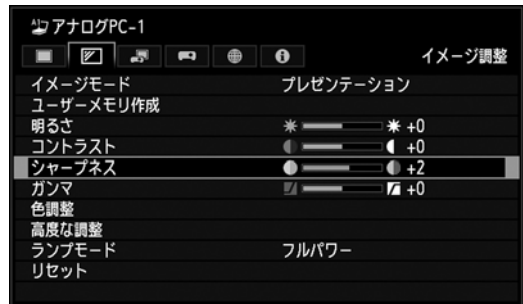 アナログPC-1
イメージ調整
イメージモード プレゼンテーション
ユーザーメモリ作成
明るさ +0
コントラスト +0
シャープネス +2
ガンマ +0
色調整
高度な調整
ランプモード フルパワー
リセット